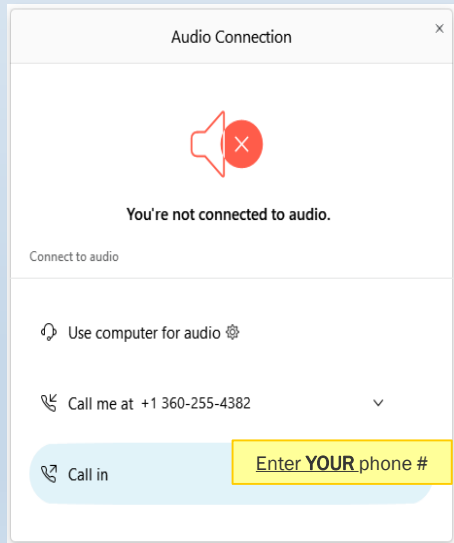 Audio Connection
You're not connected to audio.
Connect to audio
Use computer for audio
Call me at +1 360-255-4382
Call in
Enter YOUR phone #